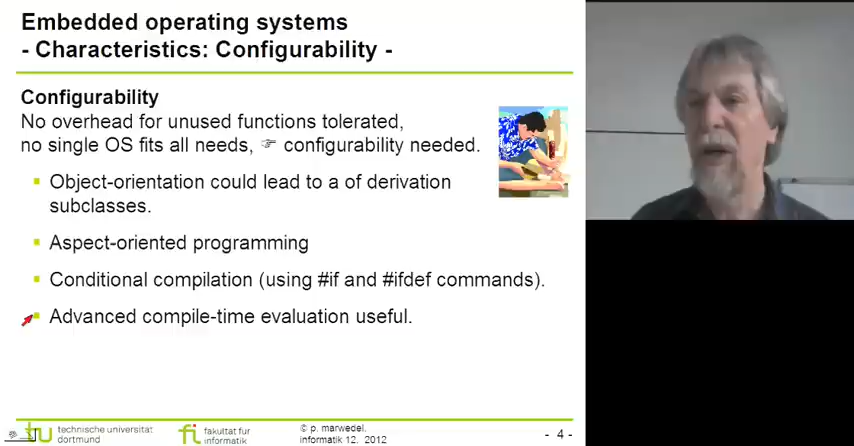 Embedded operating systems
- Characteristics: Configurability -
Configurability
No overhead for unused functions tolerated,
no single OS fits all needs, ☞ configurability needed.
Object-orientation could lead to a of derivation
subclasses.
Aspect-oriented programming
Conditional compilation (using #if and #ifdef commands).
Advanced compile-time evaluation useful.
tu technische universität
dortmund
fi fakultät für
informatik
© p. marwedel,
informatik 12, 2012
- 4 -